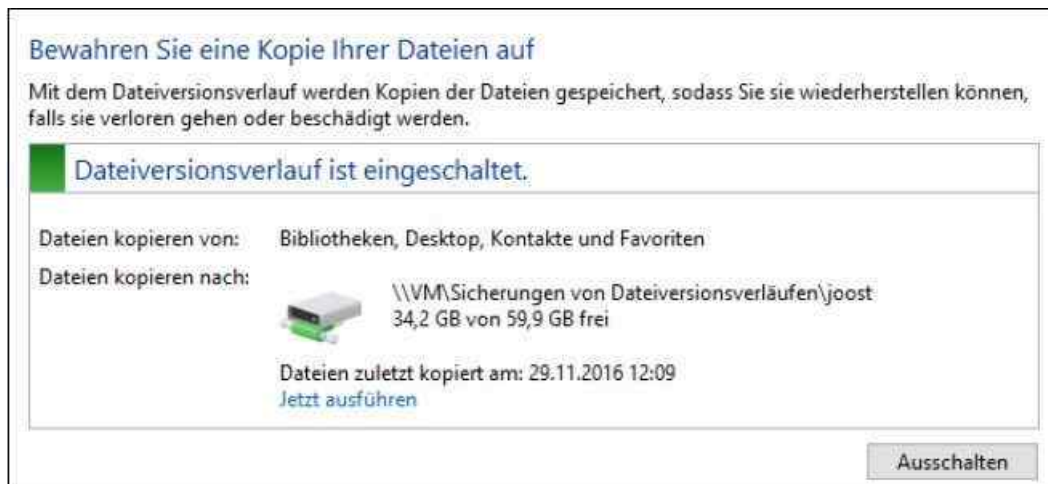 Bewahren Sie eine Kopie Ihrer Dateien auf
Mit dem Dateiversionsverlauf werden Kopien der Dateien gespeichert, sodass Sie sie wiederherstellen können,
falls sie verloren gehen oder beschädigt werden.
Dateiversionsverlauf ist eingeschaltet.
Dateien kopieren von: Bibliotheken, Desktop, Kontakte und Favoriten
Dateien kopieren nach:
\\VM\Sicherungen von Dateiversionsverläufen\joost
34,2 GB von 59,9 GB frei
Dateien zuletzt kopiert am: 29.11.2016 12:09
Jetzt ausführen
Ausschalten